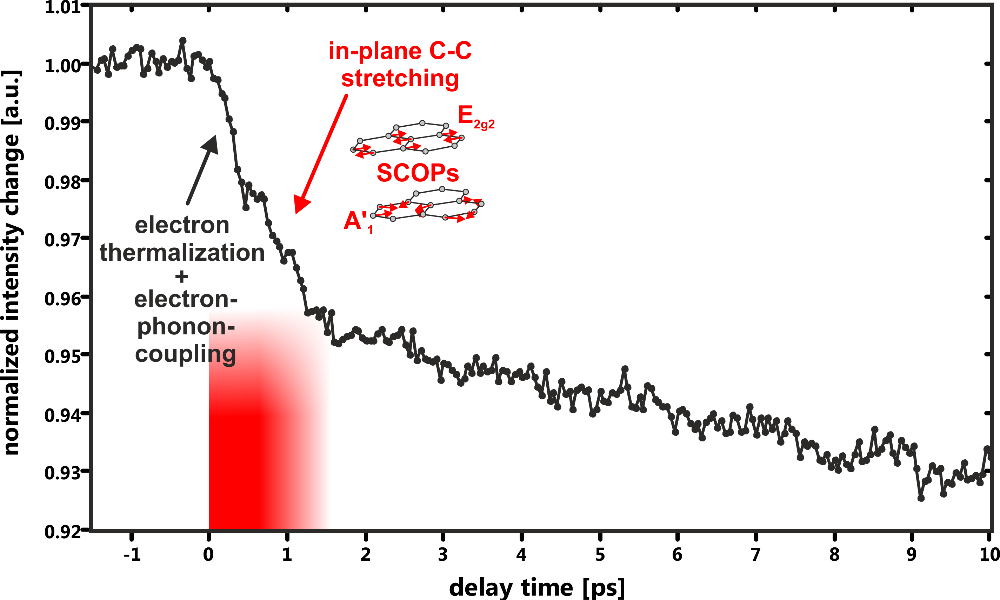 normalized intensity change [a.u.]
1.01
1.00
0.99
0.98
0.97
0.96
0.95
0.94
0.93
0.92
in-plane C-C
stretching
E2g2
SCOPs
A'1
electron
thermalization
+
electron-
phonon-
coupling
-1 0 1 2 3 4 5 6 7 8 9 10
delay time [ps]